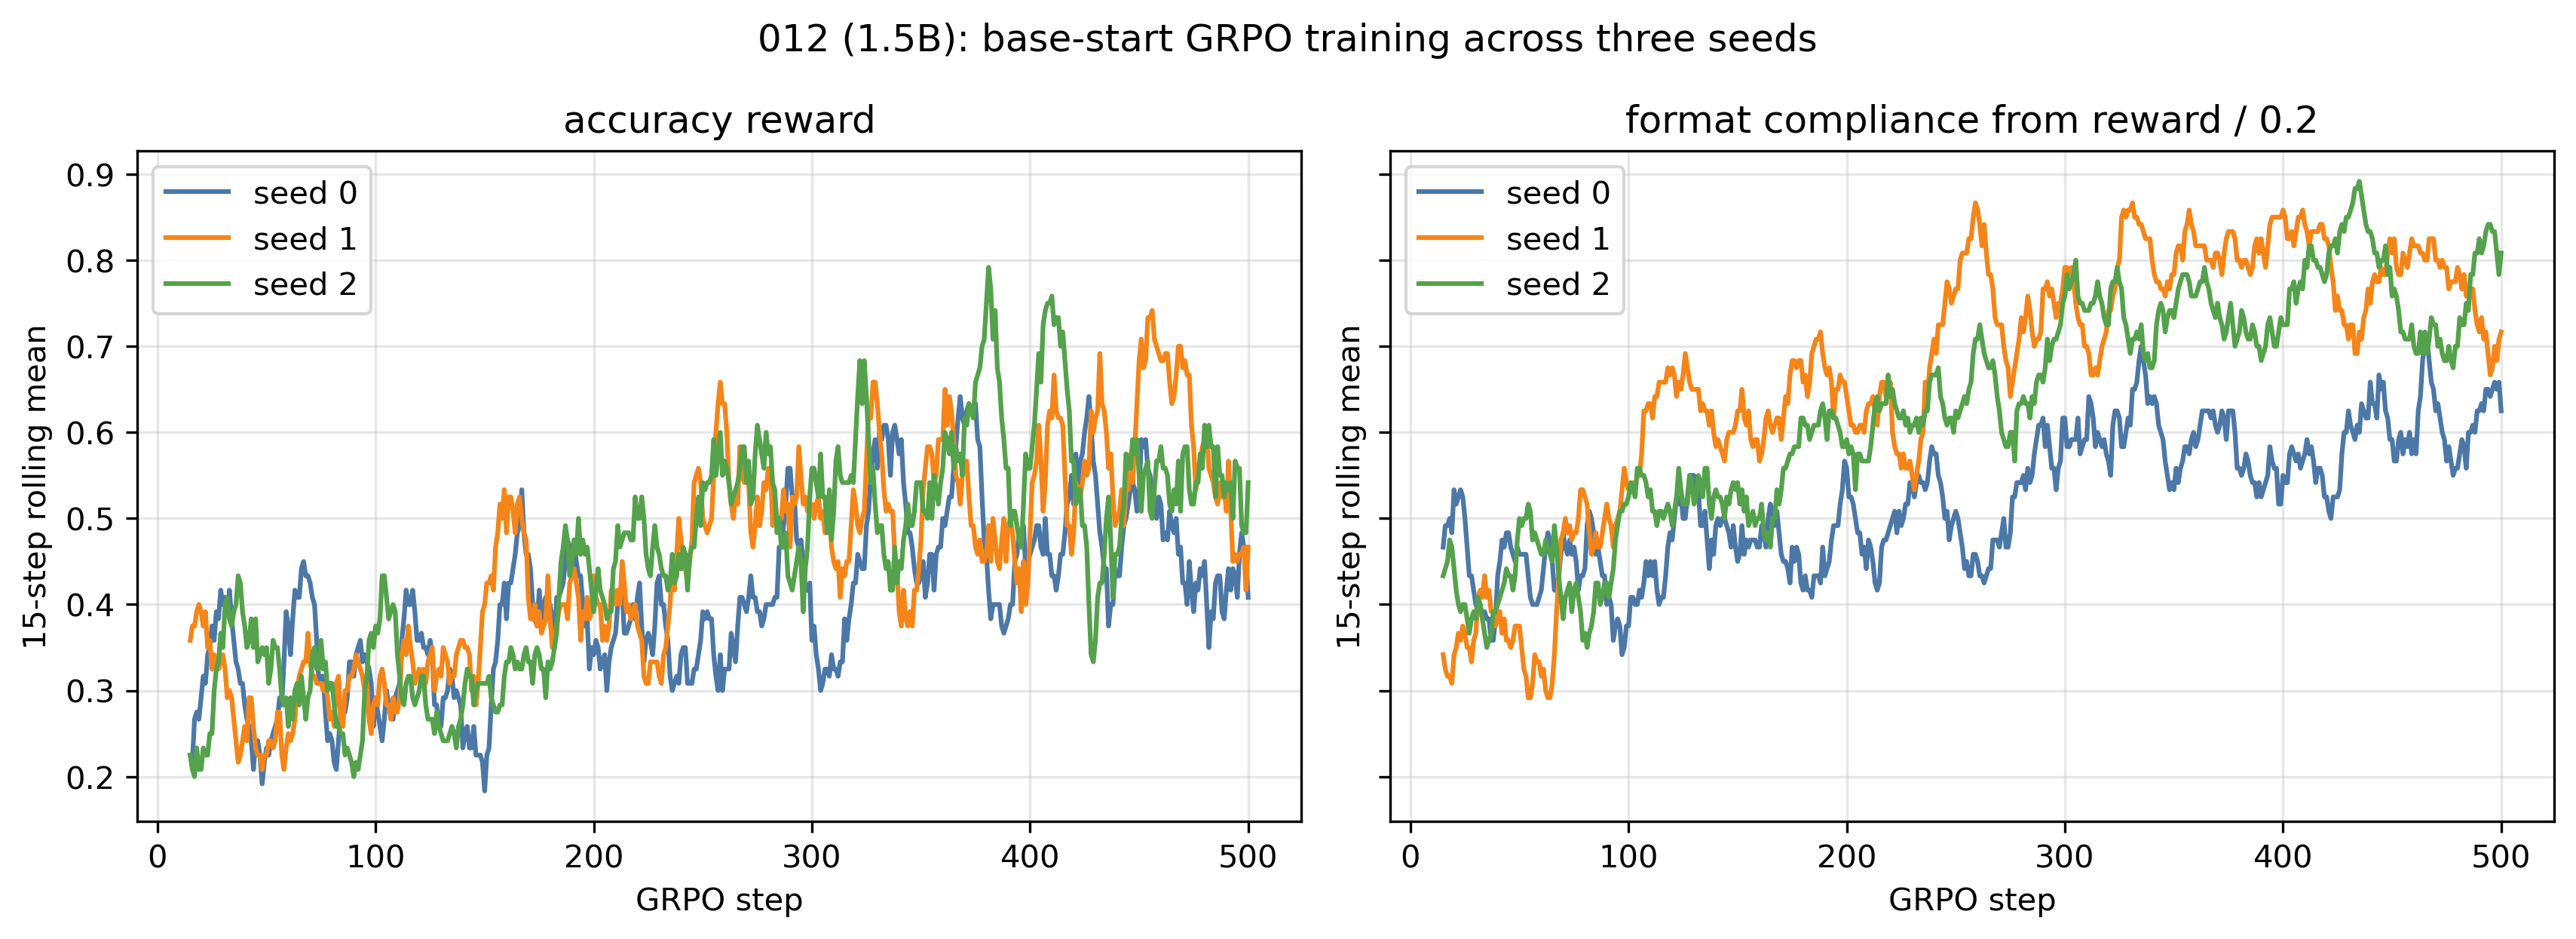 012 (1.5B): base-start GRPO training across three seeds
accuracy reward
seed 0
seed 1
seed 2
0.9
0.8
0.7
0.6
0.5
0.4
0.3
0.2
15-step rolling mean
0 100 200 300 400 500
GRPO step
format compliance from reward / 0.2
seed 0
seed 1
seed 2
15-step rolling mean
0 100 200 300 400 500
GRPO step